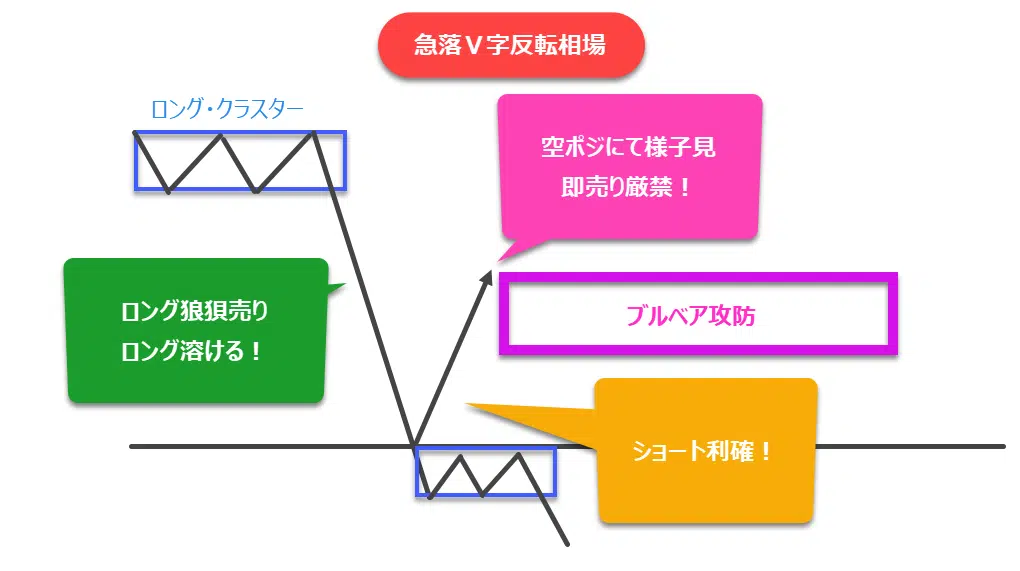 急落V字反転相場
ロング・クラスター
空ポジにて様子見
即売り厳禁！
ロング狼狽売り
ロング溶ける！
ブルベア攻防
ショート利確！